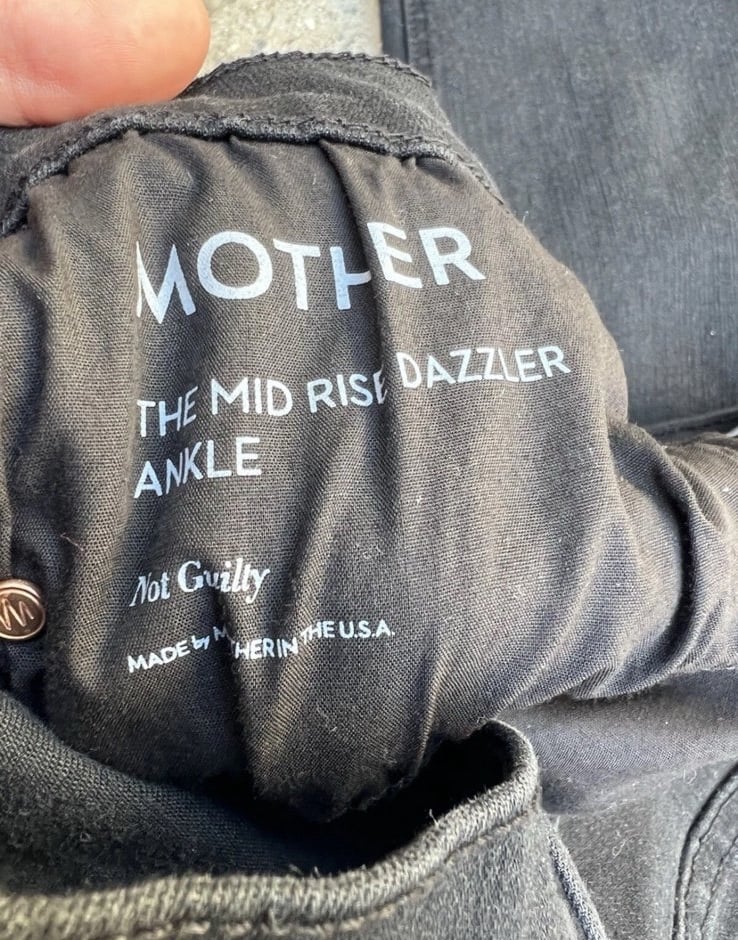 MOTHER
THE MID RISE DAZZLER
ANKLE
Not Guilty
MADE by MOTHER IN THE U.S.A.
M